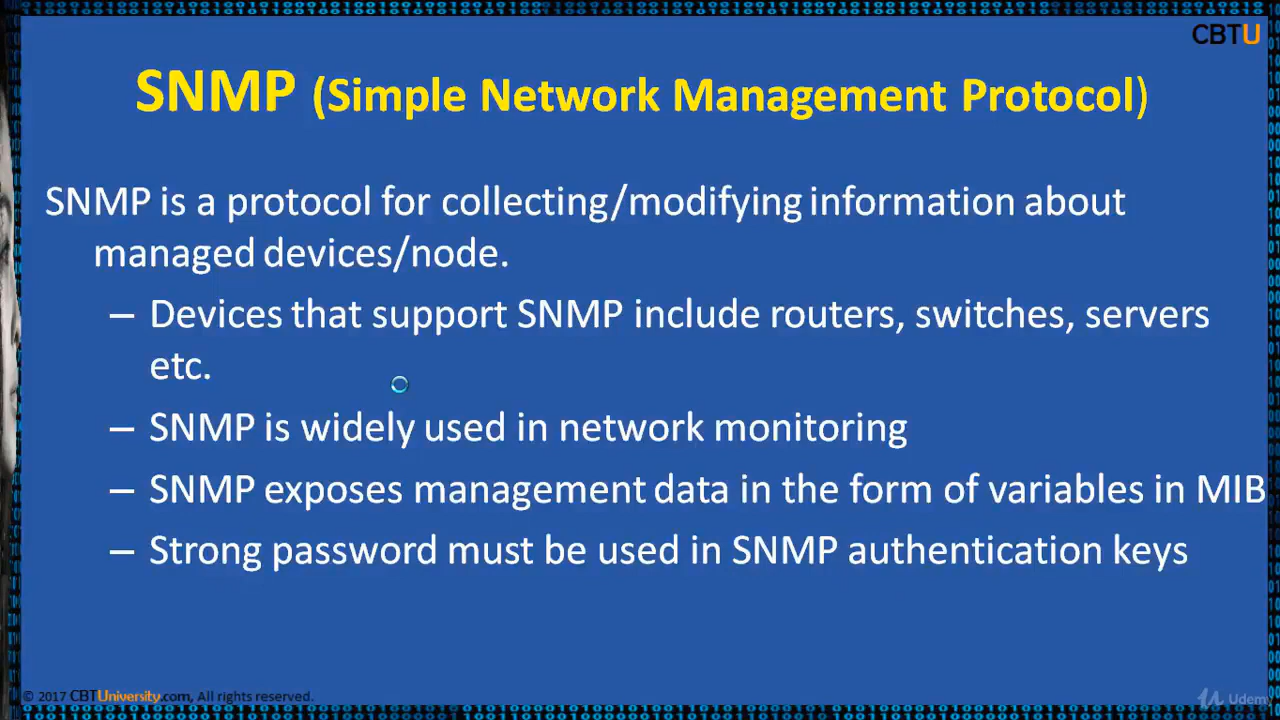 CBTU
SNMP (Simple Network Management Protocol)
SNMP is a protocol for collecting/modifying information about
managed devices/node.
– Devices that support SNMP include routers, switches, servers
etc.
– SNMP is widely used in network monitoring
– SNMP exposes management data in the form of variables in MIB
– Strong password must be used in SNMP authentication keys
© 2017 CBTUniversity.com, All rights reserved.
Udemy